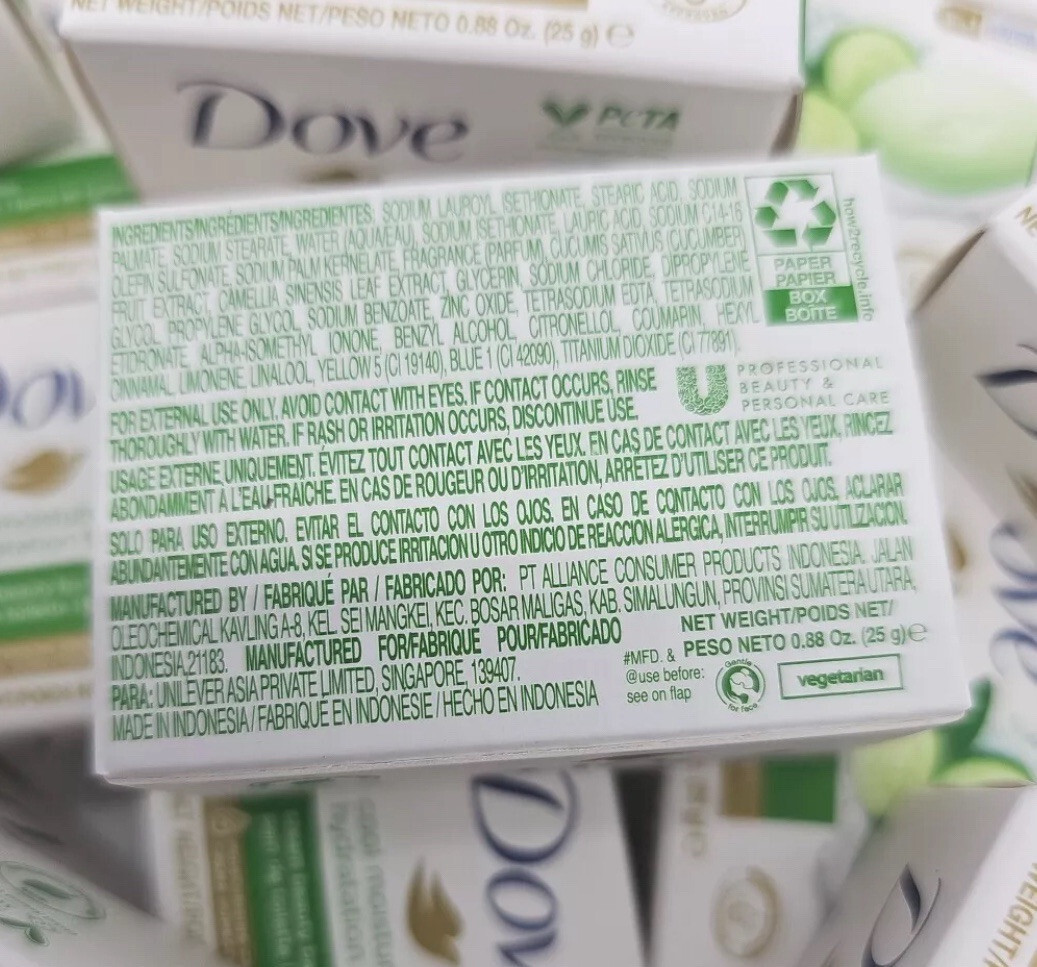 NET WEIGHT/POIDS NET/PESO NETO 0.88 Oz. (25 g) e
Dove
PETA
INGREDIENTS/INGRÉDIENTS/INGREDIENTES: SODIUM LAUROYL ISETHIONATE, STEARIC ACID, SODIUM
PALMATE, SODIUM STEARATE, WATER (AQUA/EAU), SODIUM ISETHIONATE, LAURIC ACID, SODIUM C14-16
OLEFIN SULFONATE, SODIUM PALM KERNELATE, FRAGRANCE PARFUM, CUCUMIS SATIVUS (CUCUMBER)
FRUIT EXTRACT, CAMELLIA SINENSIS LEAF EXTRACT, GLYCERIN, SODIUM CHLORIDE, DIPROPYLENE
GLYCOL, PROPYLENE GLYCOL, SODIUM BENZOATE, ZINC OXIDE, TETRASODIUM EDTA, TETRASODIUM
ETIDRONATE, ALPHA-ISOMETHYL IONONE, BENZYL ALCOHOL, CITRONELLOL, COUMARIN, HEXYL
CINNAMAL, LIMONENE, LINALOOL, YELLOW 5 (CI 19140), BLUE 1 (CI 42090), TITANIUM DIOXIDE (CI 77891).
PAPER
PAPIER
BOX
BOÎTE
how2recycle.info
FOR EXTERNAL USE ONLY. AVOID CONTACT WITH EYES. IF CONTACT OCCURS, RINSE
THOROUGHLY WITH WATER. IF RASH OR IRRITATION OCCURS, DISCONTINUE USE.
PROFESSIONAL
BEAUTY &
PERSONAL CARE
USAGE EXTERNE UNIQUEMENT. ÉVITEZ TOUT CONTACT AVEC LES YEUX. EN CAS DE CONTACT AVEC LES YEUX, RINCEZ
ABONDAMMENT À L'EAU FRAICHE. EN CAS DE ROUGEUR OU D'IRRITATION, ARRÊTEZ D'UTILISER CE PRODUIT.
SOLO PARA USO EXTERNO. EVITAR EL CONTACTO CON LOS OJOS. EN CASO DE CONTACTO CON LOS OJOS, ACLARAR
ABUNDANTEMENTE CON AGUA. SI SE PRODUCE IRRITACIÓN U OTRO INDICIO DE REACCIÓN ALÉRGICA, INTERRUMPIR SU UTILIZACIÓN.
MANUFACTURED BY / FABRIQUÉ PAR / FABRICADO POR: PT ALLIANCE CONSUMER PRODUCTS INDONESIA, JALAN
OLEOCHEMICAL KAVLING A-8, KEL. SEI MANGKEI, KEC. BOSAR MALIGAS, KAB. SIMALUNGUN, PROVINSI SUMATERA UTARA,
INDONESIA,21183. MANUFACTURED FOR/FABRIQUÉ POUR/FABRICADO
PARA: UNILEVER ASIA PRIVATE LIMITED, SINGAPORE, 139407.
MADE IN INDONESIA / FABRIQUÉ EN INDONÉSIE / HECHO EN INDONESIA
NET WEIGHT/POIDS NET/
PESO NETO 0.88 Oz. (25 g) e
#MFD. &
@use before:
see on flap
Gentle
for face
vegetarian
Dov
hydratation